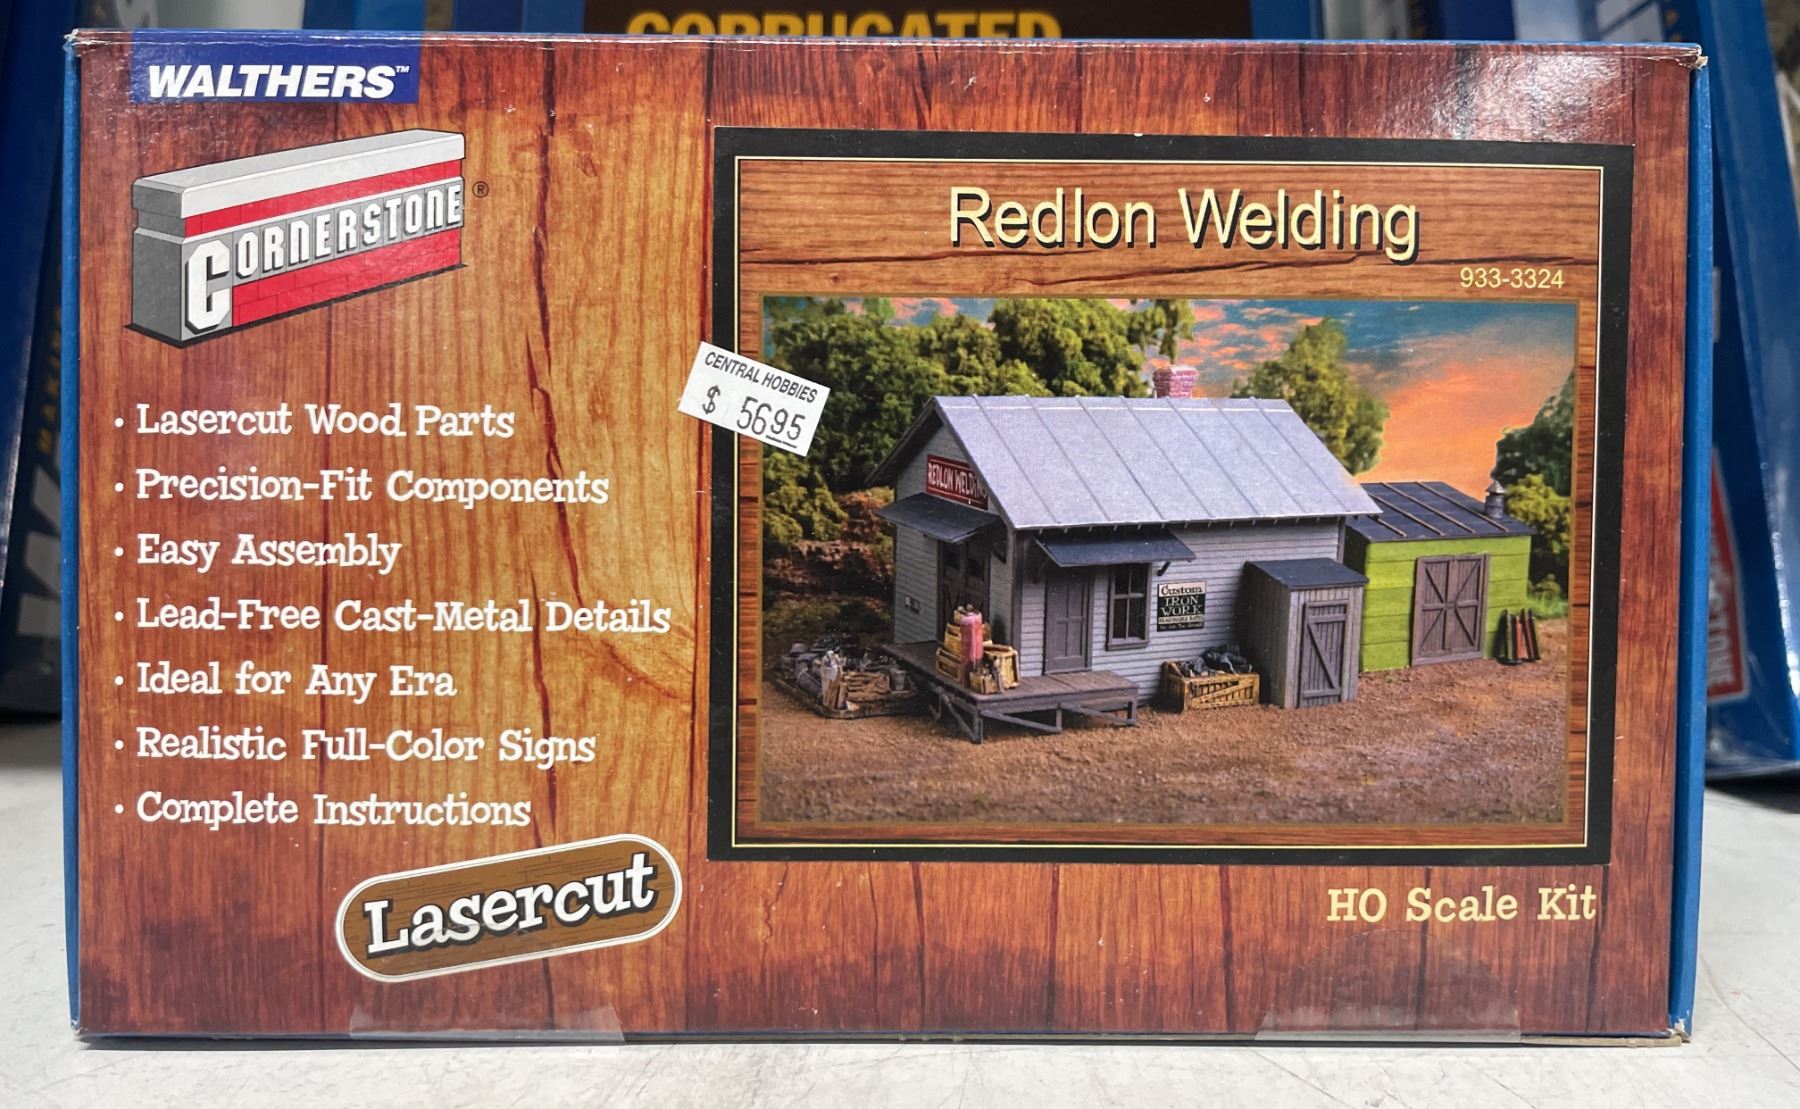 CORRUGATED
WALTHERS™
CORNERSTONE®
Redlon Welding
933-3324
CENTRAL HOBBIES
$ 5695
REDLON WELDING
Custom
IRON
WORK
• Lasercut Wood Parts
• Precision-Fit Components
• Easy Assembly
• Lead-Free Cast-Metal Details
• Ideal for Any Era
• Realistic Full-Color Signs
• Complete Instructions
Lasercut
HO Scale Kit